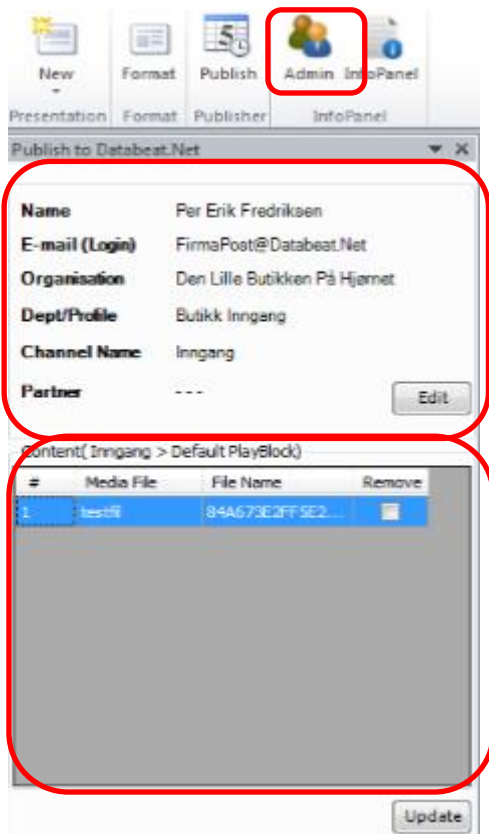 New Format Publish Admin InfoPanel
Presentation Format Publisher InfoPanel
Publish to Databeat.Net
Name Per Erik Fredriksen
E-mail (Login) FirmaPost@Databeat.Net
Organisation Den Lille Butikken På Hjørnet
Dept/Profile Butikk Inngang
Channel Name Inngang
Partner - - -
Edit
Content( Inngang > Default PlayBlock)
# Media File File Name Remove
1 testfil 84A673E2FF5E2...
Update